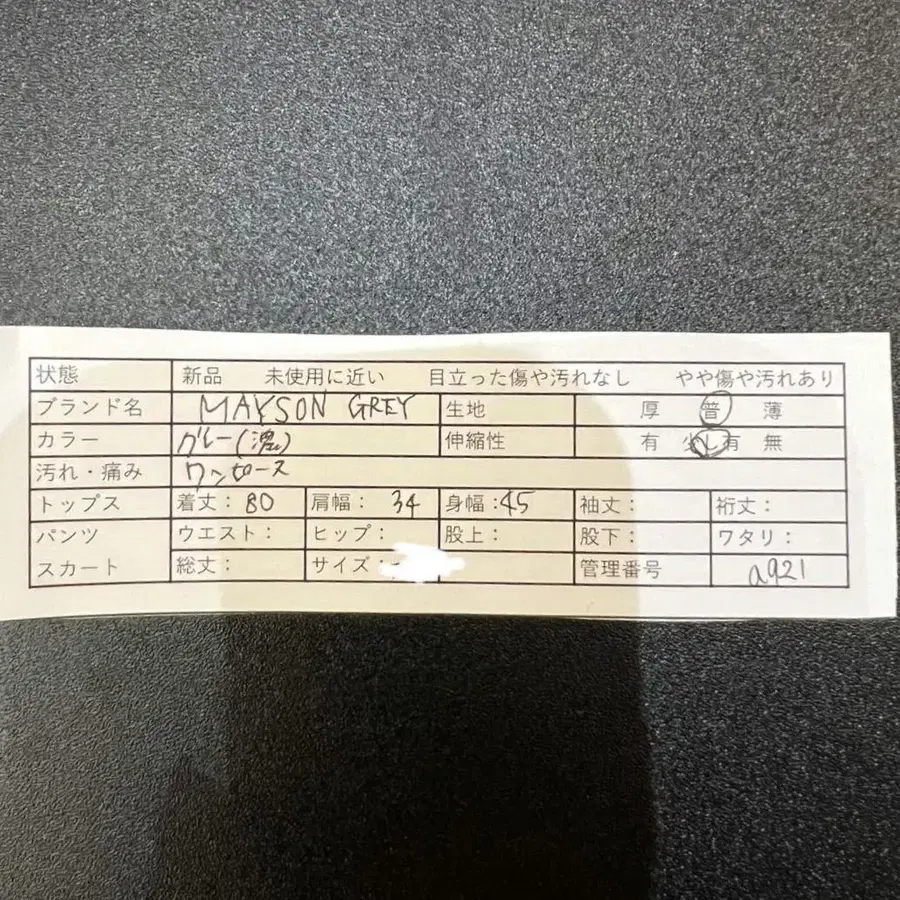 状態 新品 未使用に近い 目立った傷や汚れなし やや傷や汚れあり
ブランド名 MAYSON GREY 生地 厚 普 薄
カラー グレー(濃) 伸縮性 有 少し有 無
汚れ・痛み ワンピース
トップス 着丈: 80 肩幅: 34 身幅:45 袖丈: 裄丈:
パンツ ウエスト: ヒップ: 股上: 股下: ワタリ:
スカート 総丈: サイズ: 管理番号 a921